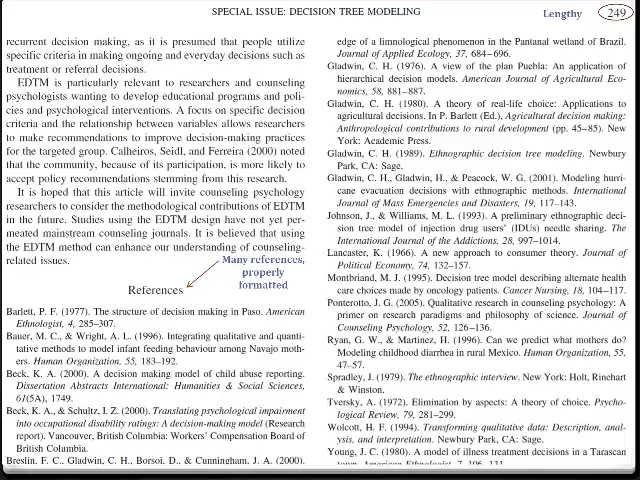 SPECIAL ISSUE: DECISION TREE MODELING
Lengthy
249
recurrent decision making, as it is presumed that people utilize
specific criteria in making ongoing and everyday decisions such as
treatment or referral decisions.
EDTM is particularly relevant to researchers and counseling
psychologists wanting to develop educational programs and poli-
cies and psychological interventions. A focus on specific decision
criteria and the relationship between variables allows researchers
to make recommendations to improve decision-making practices
for the targeted group. Calheiros, Seidl, and Ferreira (2000) noted
that the community, because of its participation, is more likely to
accept policy recommendations stemming from this research.
It is hoped that this article will invite counseling psychology
researchers to consider the methodological contributions of EDTM
in the future. Studies using the EDTM design have not yet per-
meated mainstream counseling journals. It is believed that using
the EDTM method can enhance our understanding of counseling-
related issues.
Many references,
properly
formatted
References
Barlett, P. F. (1977). The structure of decision making in Paso. American
Ethnologist, 4, 285–307.
Bauer, M. C., & Wright, A. L. (1996). Integrating qualitative and quanti-
tative methods to model infant feeding behaviour among Navajo moth-
ers. Human Organization, 55, 183–192.
Beck, K. A. (2000). A decision making model of child abuse reporting.
Dissertation Abstracts International: Humanities & Social Sciences,
61(5A), 1749.
Beck, K. A., & Schultz, I. Z. (2000). Translating psychological impairment
into occupational disability ratings: A decision-making model (Research
report). Vancouver, British Columbia: Workers' Compensation Board of
British Columbia.
Breslin, F. C., Gladwin, C. H., Borsoi, D., & Cunningham, J. A. (2000).
edge of a limnological phenomenon in the Pantanal wetland of Brazil.
Journal of Applied Ecology, 37, 684–696.
Gladwin, C. H. (1976). A view of the plan Puebla: An application of
hierarchical decision models. American Journal of Agricultural Eco-
nomics, 58, 881–887.
Gladwin, C. H. (1980). A theory of real-life choice: Applications to
agricultural decisions. In P. Barlett (Ed.), Agricultural decision making:
Anthropological contributions to rural development (pp. 45–85). New
York: Academic Press.
Gladwin, C. H. (1989). Ethnographic decision tree modeling. Newbury
Park, CA: Sage.
Gladwin, C. H., Gladwin, H., & Peacock, W. G. (2001). Modeling hurri-
cane evacuation decisions with ethnographic methods. International
Journal of Mass Emergencies and Disasters, 19, 117–143.
Johnson, J., & Williams, M. L. (1993). A preliminary ethnographic deci-
sion tree model of injection drug users' (IDUs) needle sharing. The
International Journal of the Addictions, 28, 997–1014.
Lancaster, K. (1966). A new approach to consumer theory. Journal of
Political Economy, 74, 132–157.
Montbriand, M. J. (1995). Decision tree model describing alternate health
care choices made by oncology patients. Cancer Nursing, 18, 104–117.
Ponterotto, J. G. (2005). Qualitative research in counseling psychology: A
primer on research paradigms and philosophy of science. Journal of
Counseling Psychology, 52, 126–136.
Ryan, G. W., & Martinez, H. (1996). Can we predict what mothers do?
Modeling childhood diarrhea in rural Mexico. Human Organization, 55,
47–57.
Spradley, J. (1979). The ethnographic interview. New York: Holt, Rinehart
& Winston.
Tversky, A. (1972). Elimination by aspects: A theory of choice. Psycho-
logical Review, 79, 281–299.
Wolcott, H. F. (1994). Transforming qualitative data: Description, anal-
ysis, and interpretation. Newbury Park, CA: Sage.
Young, J. C. (1980). A model of illness treatment decisions in a Tarascan
town. American Ethnologist, 7, 106–131.